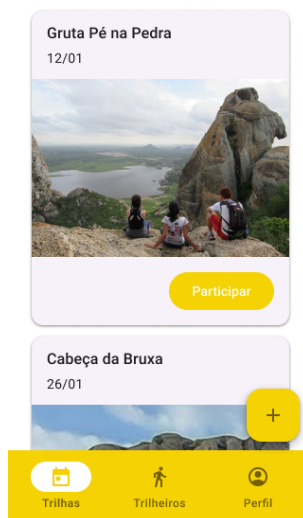 Gruta Pé na Pedra
12/01
Participar
Cabeça da Bruxa
26/01
Trilhas
Trilheiros
Perfil